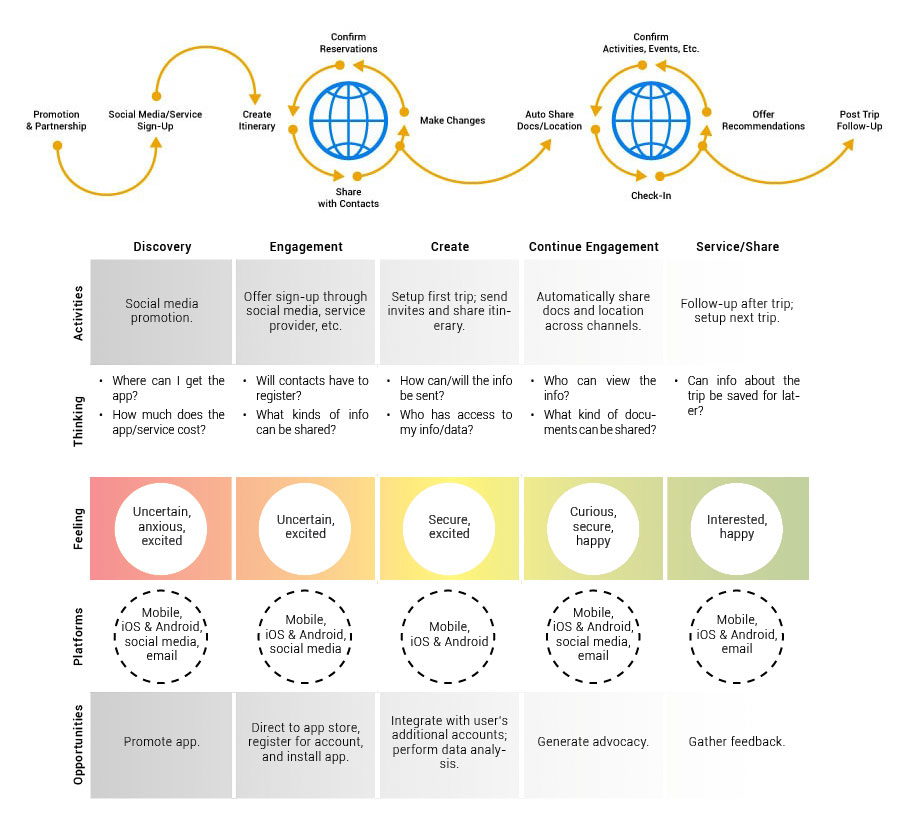 Confirm
Reservations
Confirm
Activities, Events, Etc.
Promotion
& Partnership
Social Media/Service
Sign-Up
Create
Itinerary
Make Changes
Auto Share
Docs/Location
Offer
Recommendations
Post Trip
Follow-Up
Share
with Contacts
Check-In
Discovery
Engagement
Create
Continue Engagement
Service/Share
Activities
Social media
promotion.
Offer sign-up through
social media, service
provider, etc.
Setup first trip; send
invites and share itin-
erary.
Automatically share
docs and location
across channels.
Follow-up after trip;
setup next trip.
Thinking
• Where can I get the
app?
• How much does the
app/service cost?
• Will contacts have to
register?
• What kinds of info
can be shared?
• How can/will the info
be sent?
• Who has access to
my info/data?
• Who can view the
info?
• What kind of docu-
ments can be shared?
• Can info about the
trip be saved for lat-
er?
Feeling
Uncertain,
anxious,
excited
Uncertain,
excited
Secure,
excited
Curious,
secure,
happy
Interested,
happy
Platforms
Mobile,
iOS & Android,
social media,
email
Mobile,
iOS & Android,
social media
Mobile,
iOS & Android
Mobile,
iOS & Android,
social media,
email
Mobile,
iOS & Android,
email
Opportunities
Promote app.
Direct to app store,
register for account,
and install app.
Integrate with user's
additional accounts;
perform data analy-
sis.
Generate advocacy.
Gather feedback.